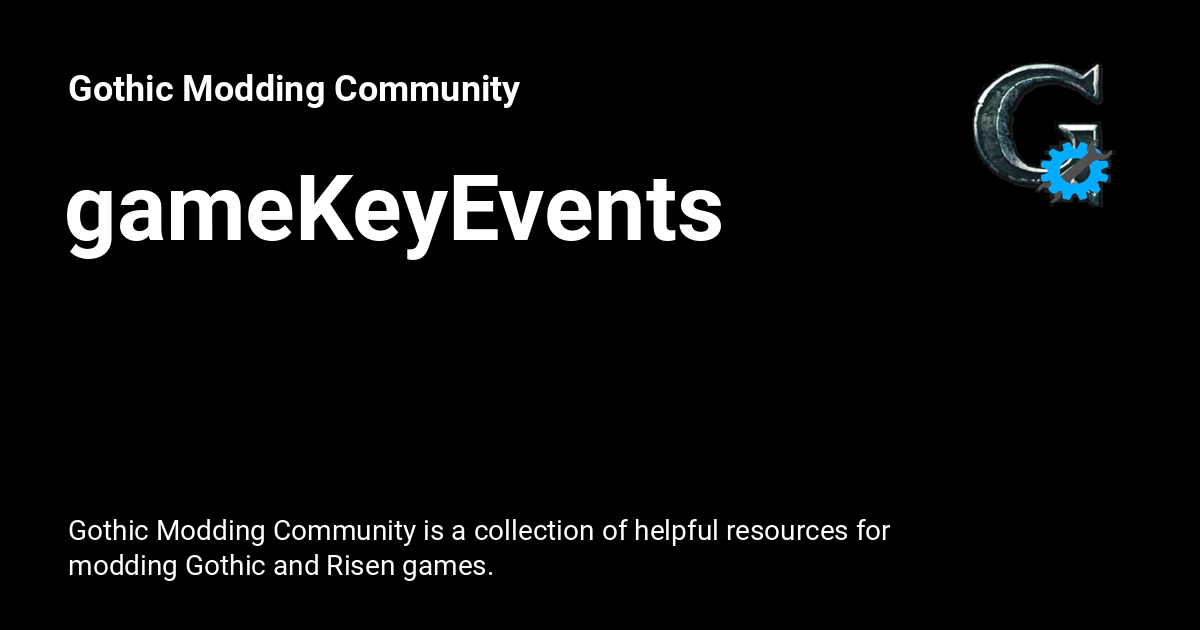 Gothic Modding Community
gameKeyEvents
Gothic Modding Community is a collection of helpful resources for
modding Gothic and Risen games.